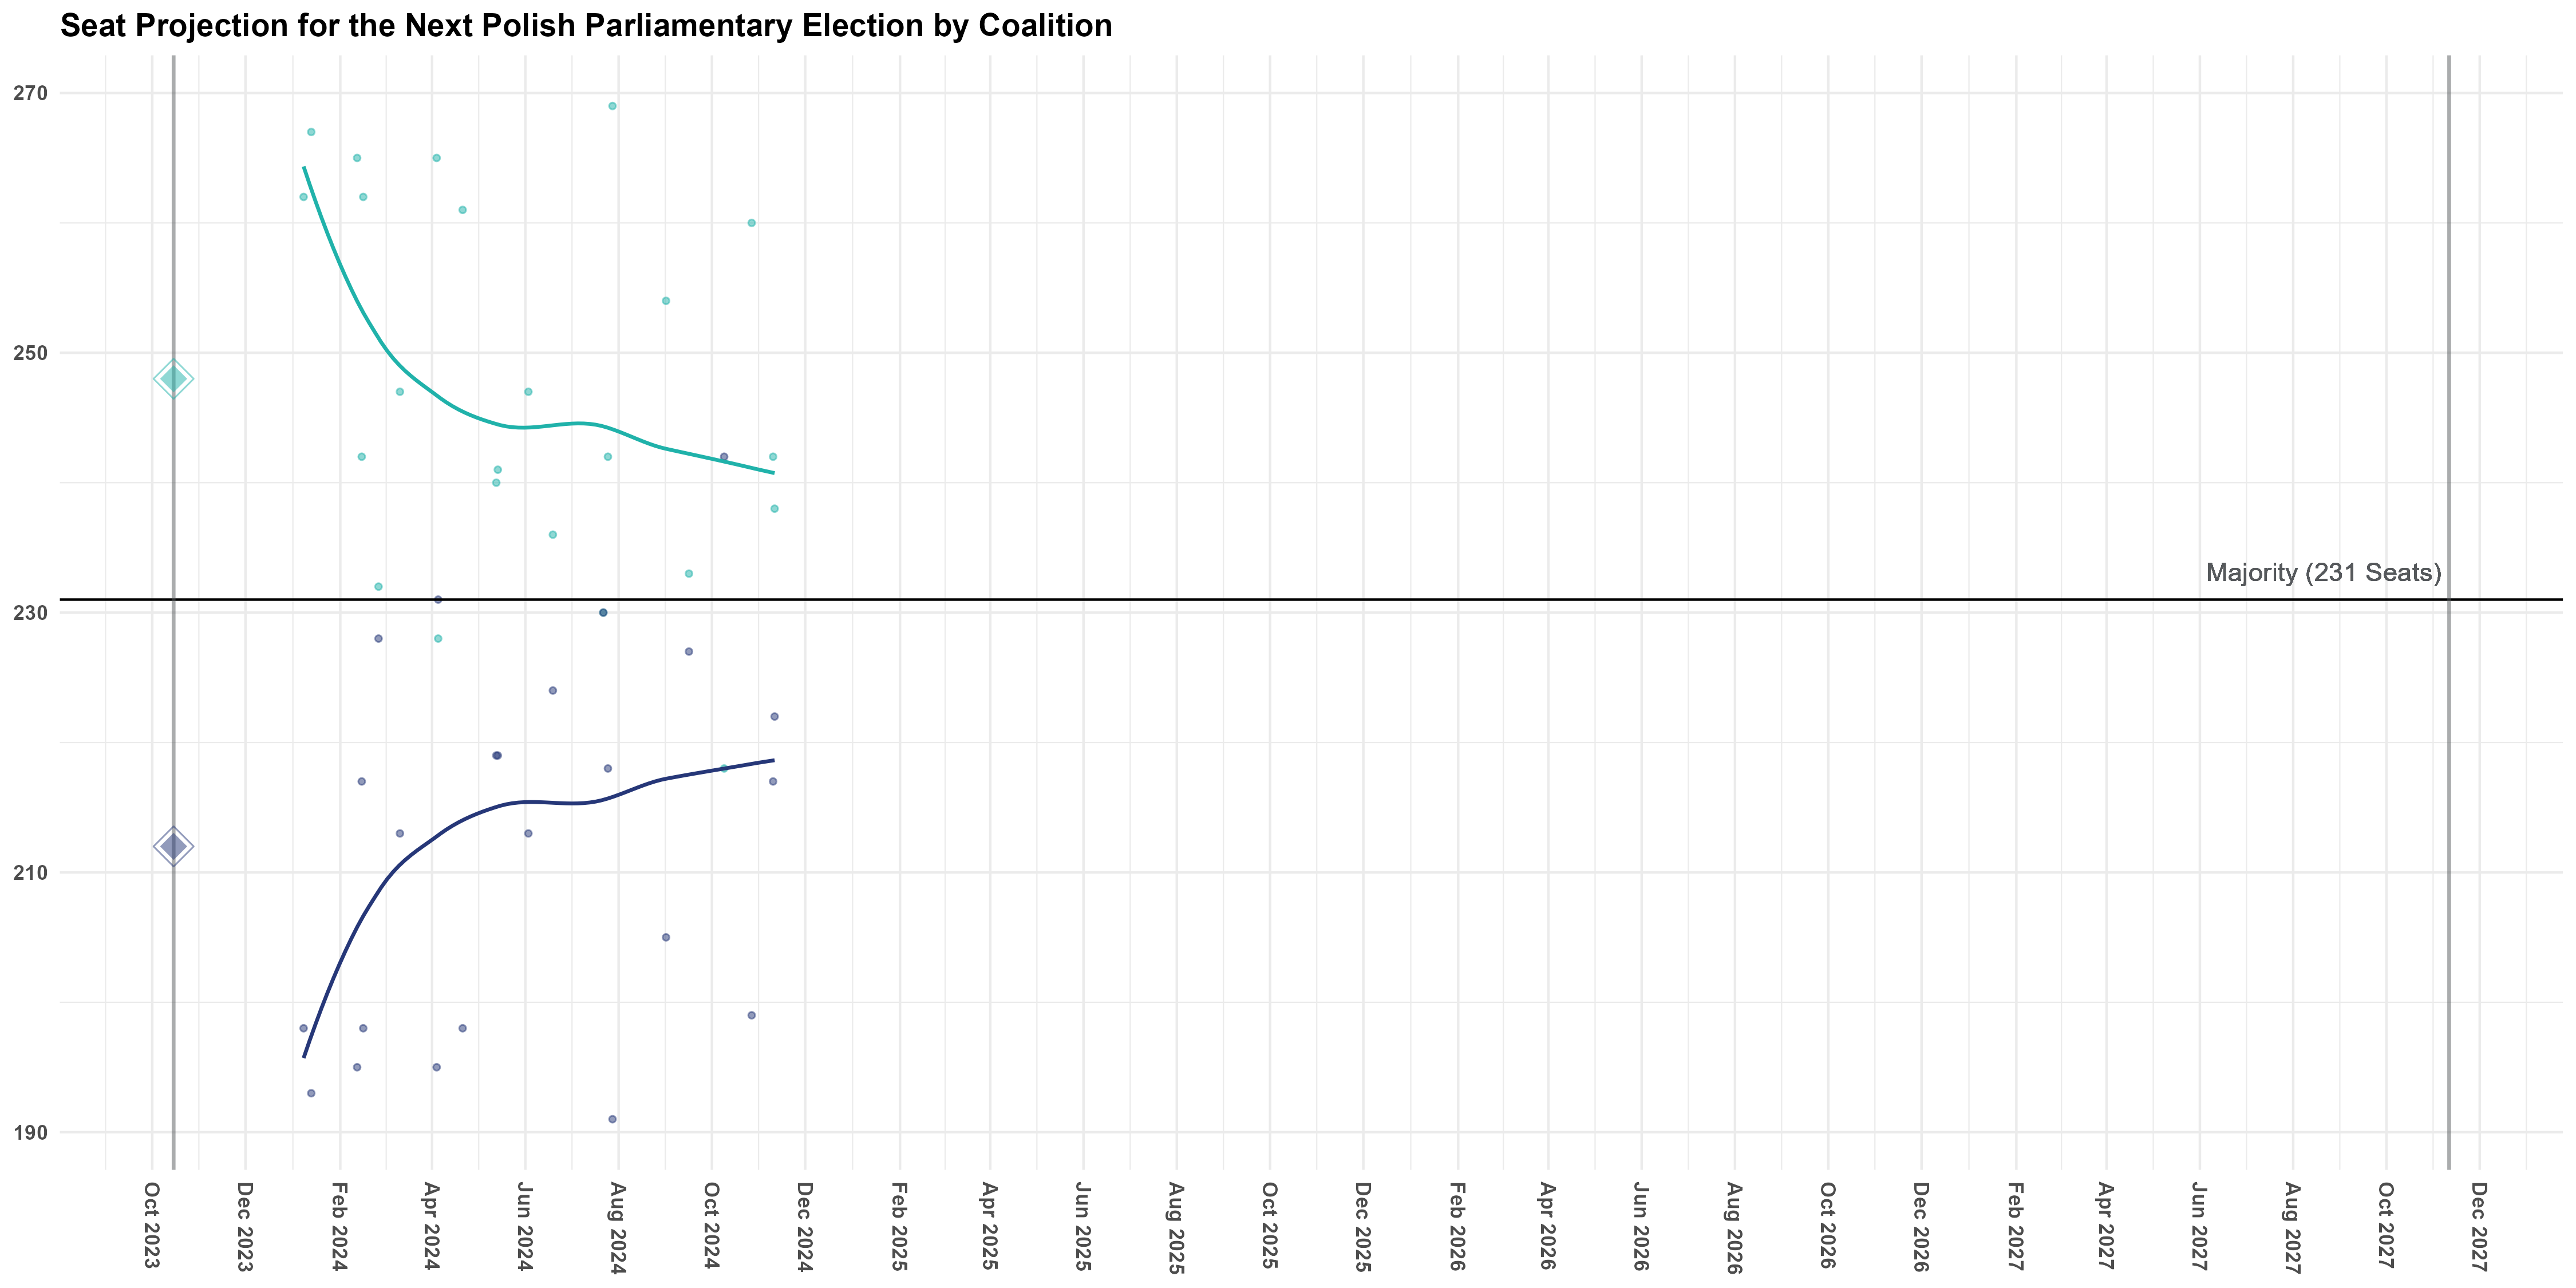 Seat Projection for the Next Polish Parliamentary Election by Coalition
270
250
230
210
190
Majority (231 Seats)
Oct 2023
Dec 2023
Feb 2024
Apr 2024
Jun 2024
Aug 2024
Oct 2024
Dec 2024
Feb 2025
Apr 2025
Jun 2025
Aug 2025
Oct 2025
Dec 2025
Feb 2026
Apr 2026
Jun 2026
Aug 2026
Oct 2026
Dec 2026
Feb 2027
Apr 2027
Jun 2027
Aug 2027
Oct 2027
Dec 2027